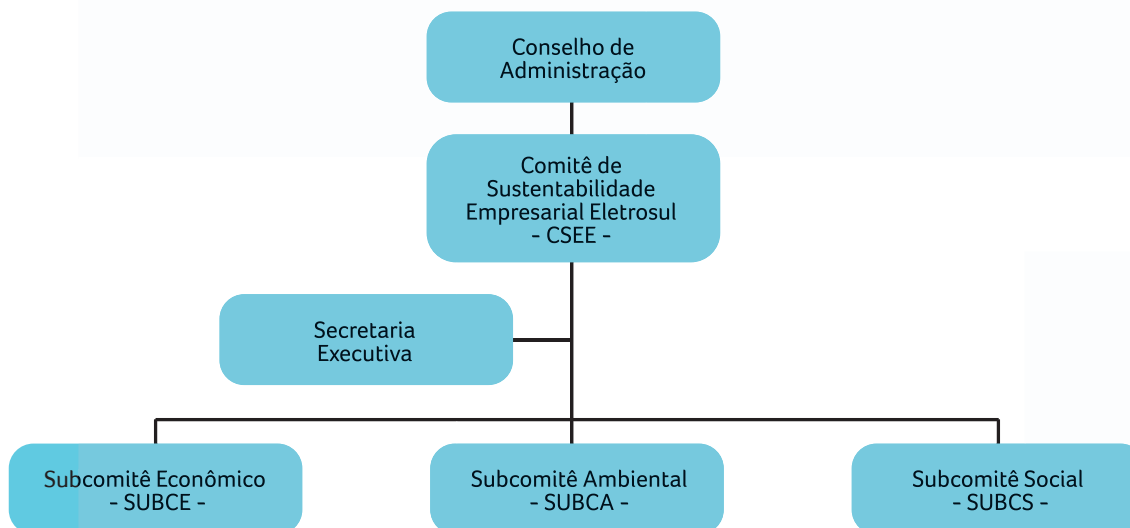 Conselho de
Administração
Comitê de
Sustentabilidade
Empresarial Eletrosul
- CSEE -
Secretaria
Executiva
Subcomitê Econômico
- SUBCE -
Subcomitê Ambiental
- SUBCA -
Subcomitê Social
- SUBCS -